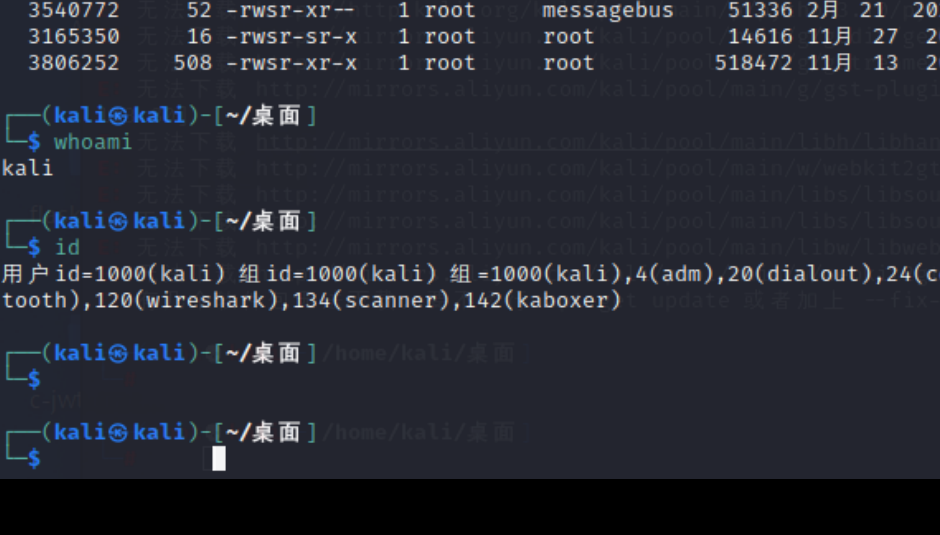 3540772 52 -rwsr-xr-- 1 root messagebus 51336 2月 21 20
3165350 16 -rwsr-sr-x 1 root root 14616 11月 27 2
3806252 508 -rwsr-xr-x 1 root root 518472 11月 13 2
┌──(kali㉿kali)-[~/桌面]
└─$ whoami
kali
┌──(kali㉿kali)-[~/桌面]
└─$ id
用户id=1000(kali) 组id=1000(kali) 组=1000(kali),4(adm),20(dialout),24(c
tooth),120(wireshark),134(scanner),142(kaboxer)
┌──(kali㉿kali)-[~/桌面]
└─$
┌──(kali㉿kali)-[~/桌面]
└─$